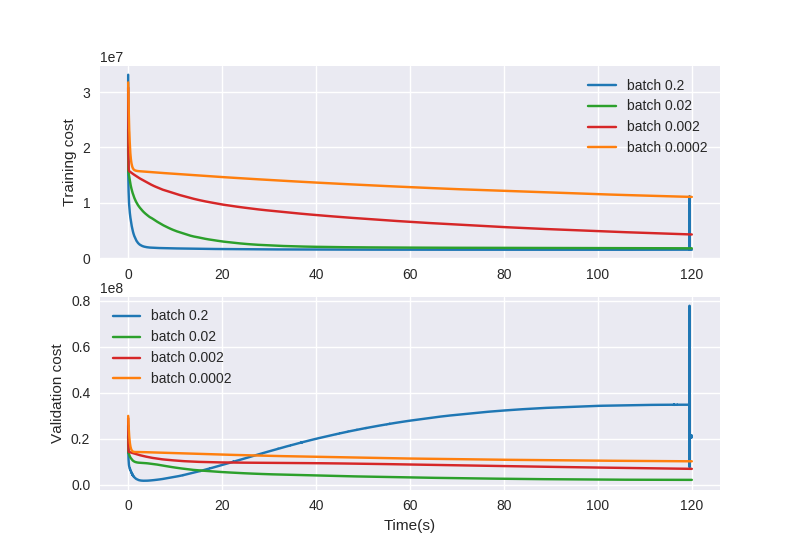 1e7
Training cost
3
2
1
0
batch 0.2
batch 0.02
batch 0.002
batch 0.0002
0 20 40 60 80 100 120
1e8
Validation cost
0.8
0.6
0.4
0.2
0.0
batch 0.2
batch 0.02
batch 0.002
batch 0.0002
0 20 40 60 80 100 120
Time(s)